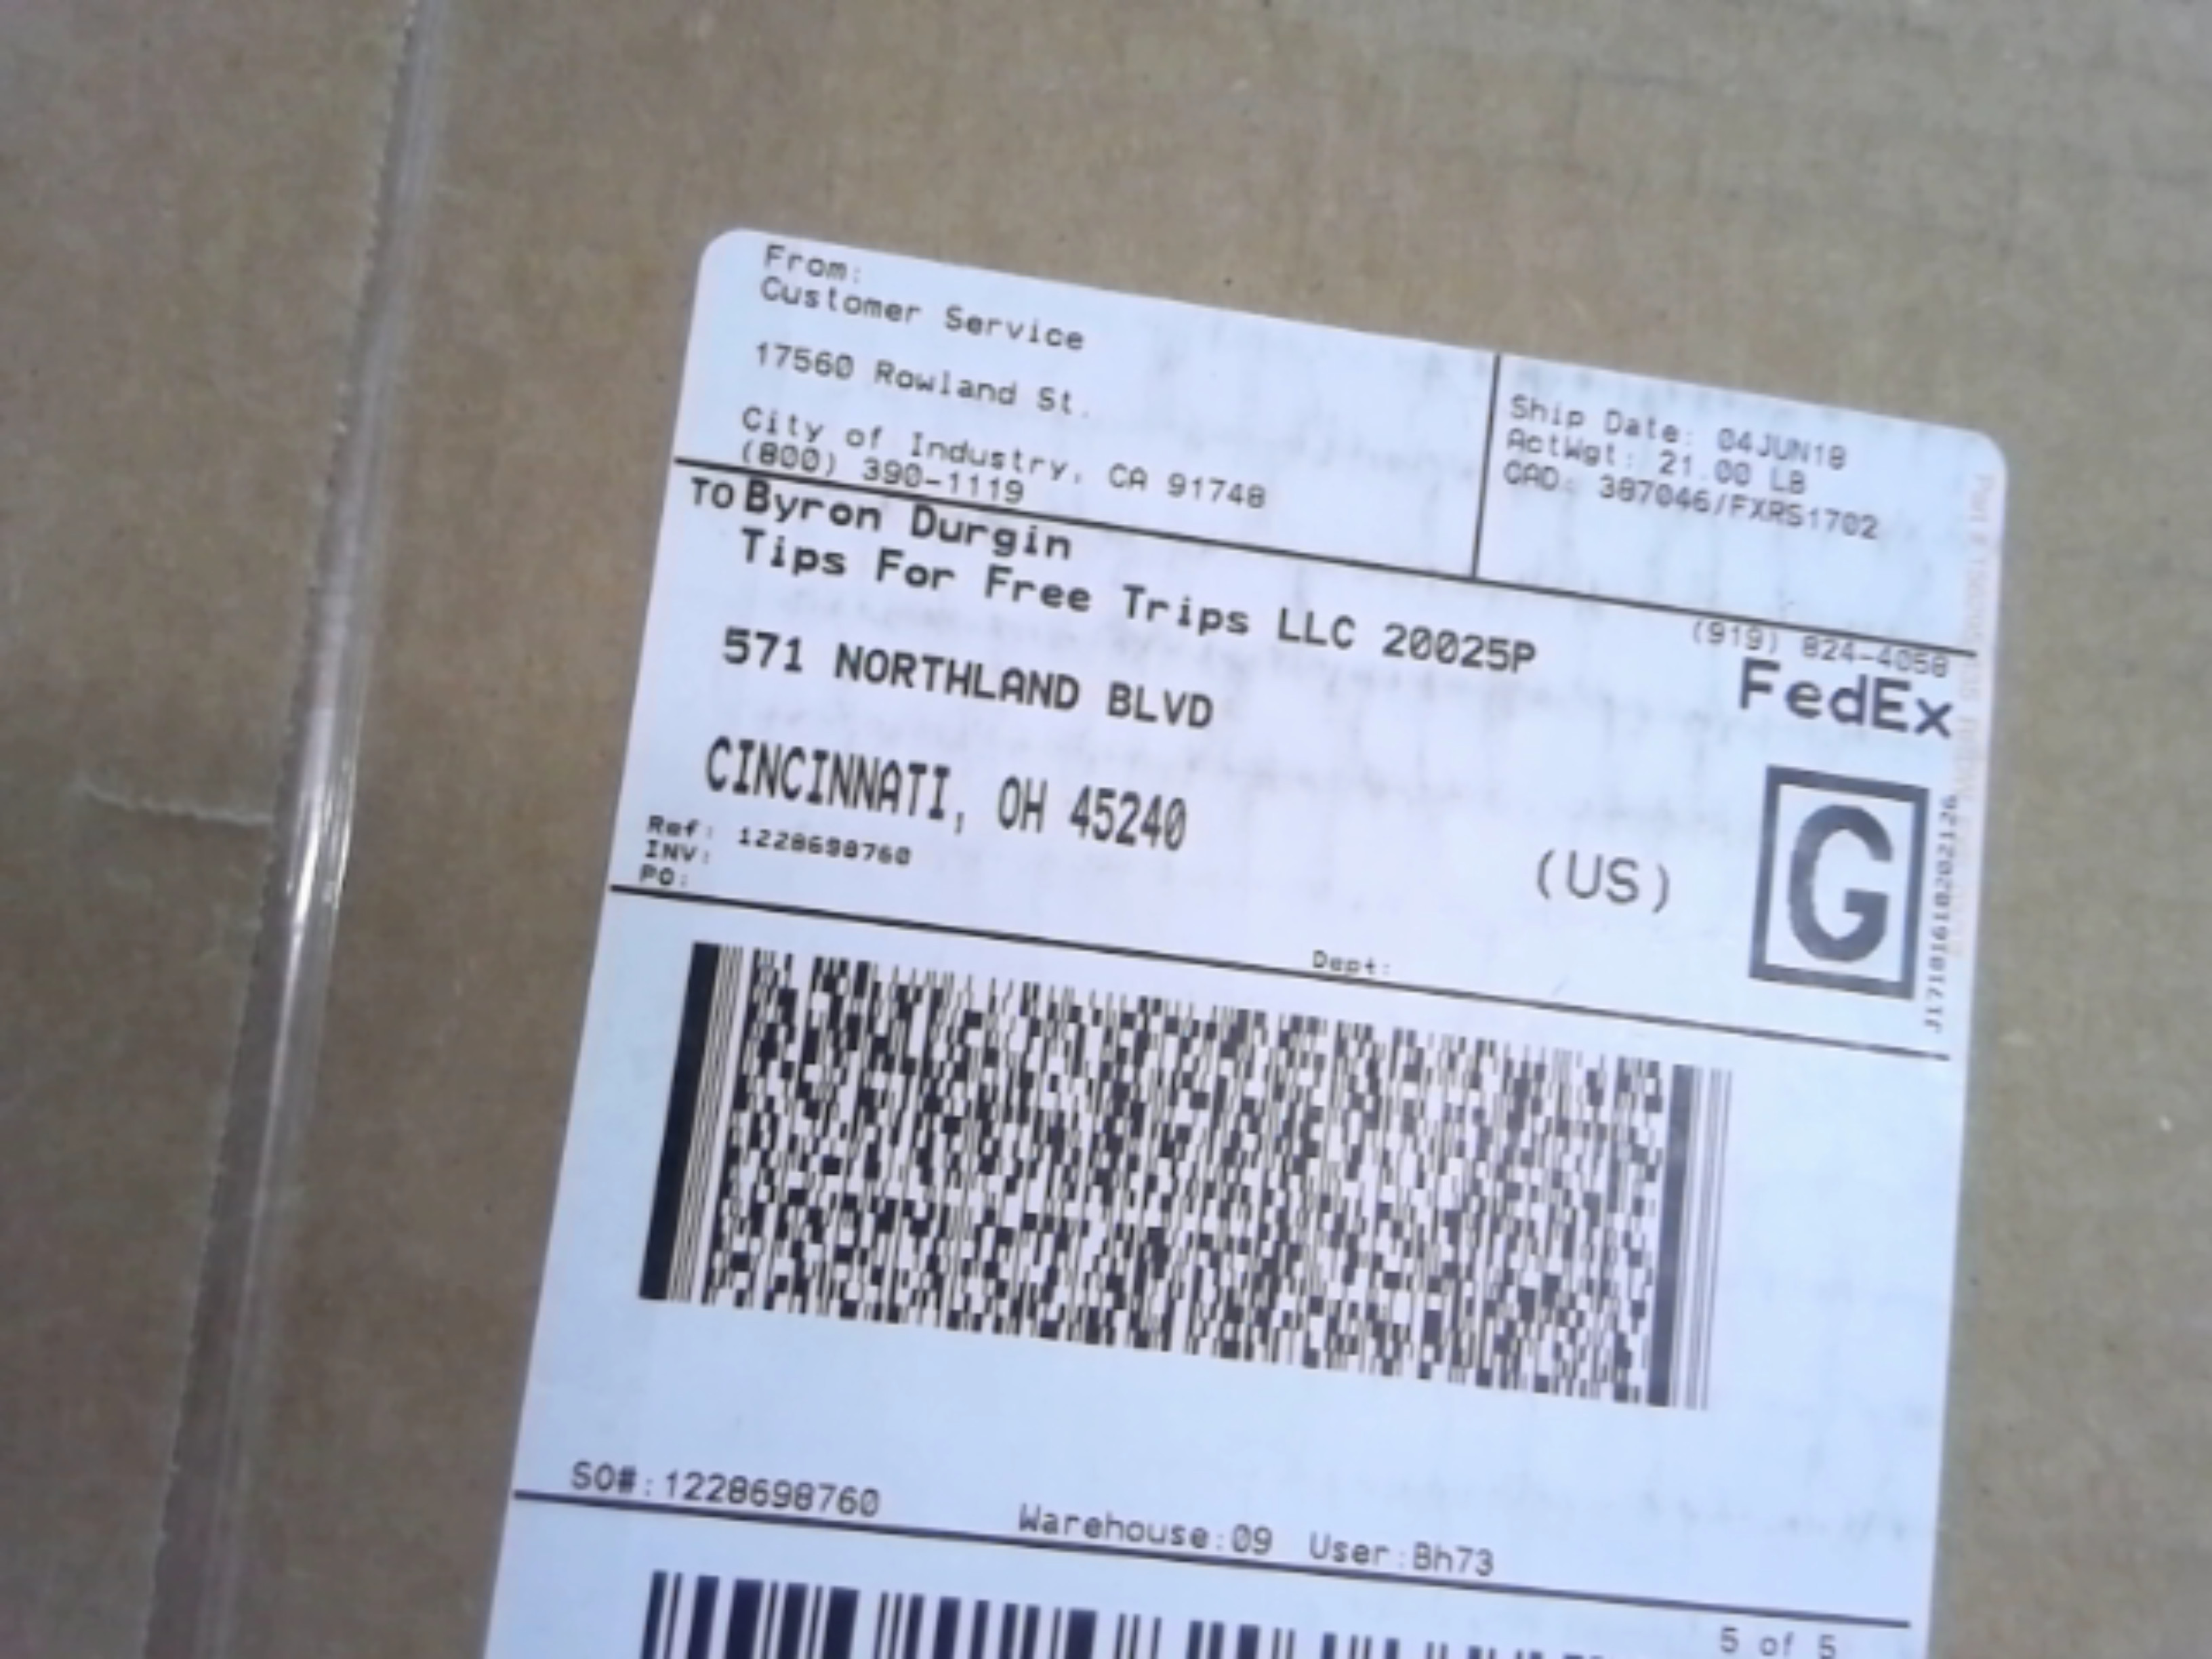 From:
Customer Service
17560 Rowland St.
City of Industry, CA 91748
(800) 390-1119
Ship Date: 04JUN18
ActWgt: 21.00 LB
CAD: 387046/FXRS1702
TO Byron Durgin
Tips For Free Trips LLC 20025P
571 NORTHLAND BLVD
(919) 824-4058
FedEx
CINCINNATI, OH 45240
Ref: 1228698760
INV:
PO:
(US)
G
Dept:
J17181610202126
SO#:1228698760
Warehouse:09 User:Bh73
5 of 5